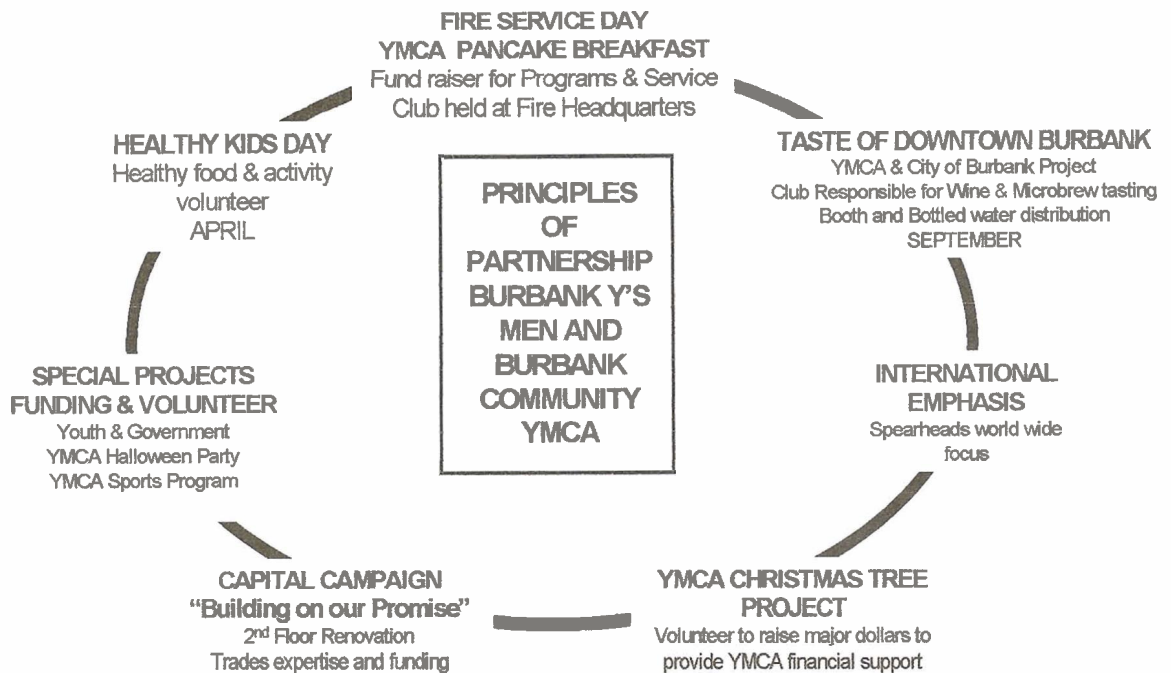 FIRE SERVICE DAY
YMCA PANCAKE BREAKFAST
Fund raiser for Programs & Service
Club held at Fire Headquarters
TASTE OF DOWNTOWN BURBANK
YMCA & City of Burbank Project
Club Responsible for Wine & Microbrew tasting
Booth and Bottled water distribution
SEPTEMBER
INTERNATIONAL
EMPHASIS
Spearheads world wide
focus
YMCA CHRISTMAS TREE
PROJECT
Volunteer to raise major dollars to
provide YMCA financial support
CAPITAL CAMPAIGN
“Building on our Promise”
2nd Floor Renovation
Trades expertise and funding
SPECIAL PROJECTS
FUNDING & VOLUNTEER
Youth & Government
YMCA Halloween Party
YMCA Sports Program
HEALTHY KIDS DAY
Healthy food & activity
volunteer
APRIL
PRINCIPLES
OF
PARTNERSHIP
BURBANK Y'S
MEN AND
BURBANK
COMMUNITY
YMCA